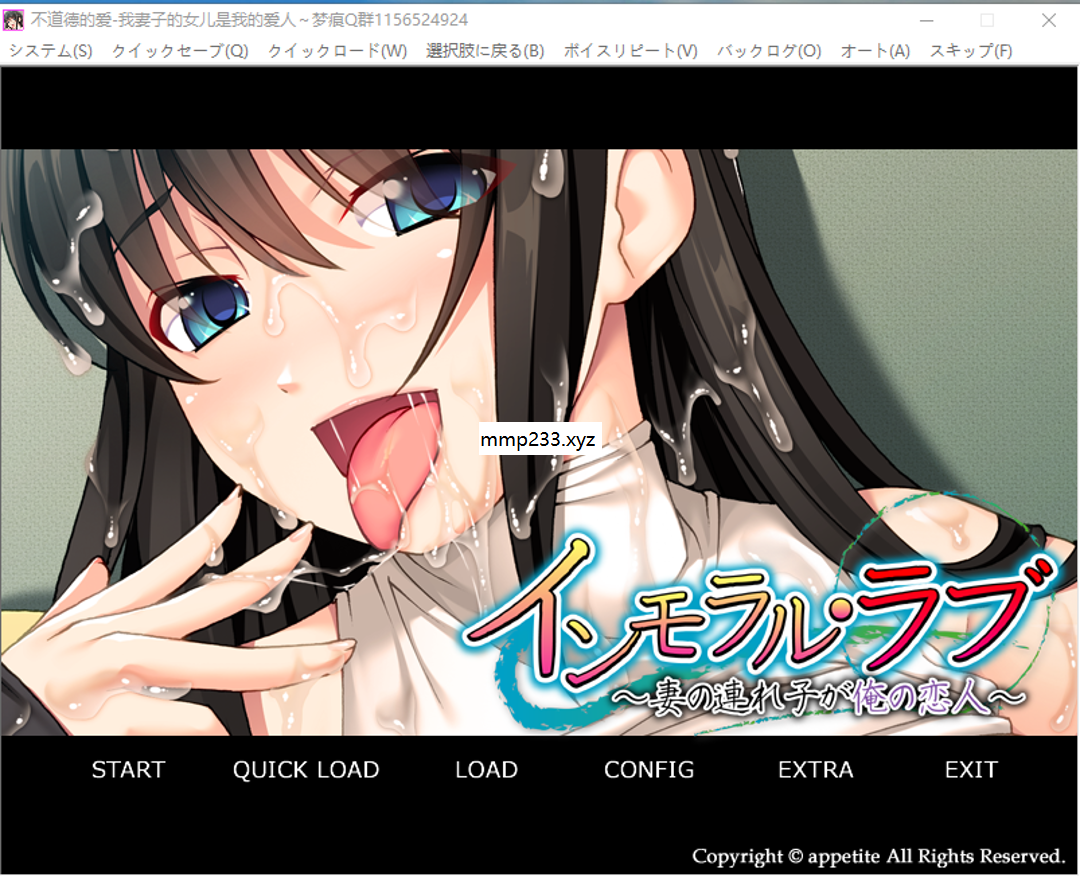 不道德的爱-我妻子的女儿是我的爱人～梦痕Q群1156524924
システム(S) クイックセーブ(Q) クイックロード(W) 選択肢に戻る(B) ボイスリピート(V) バックログ(O) オート(A) スキップ(F)
mmp233.xyz
インモラル・ラブ
～妻の連れ子が俺の恋人～
START QUICK LOAD LOAD CONFIG EXTRA EXIT
Copyright © appetite All Rights Reserved.